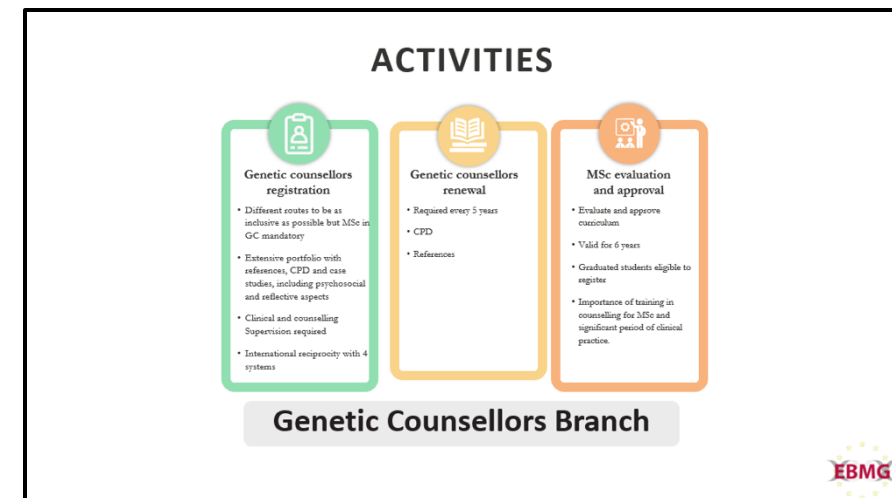 ACTIVITIES
Genetic counsellors
registration
• Different routes to be as
inclusive as possible but MSc in
GC mandatory
• Extensive portfolio with
references, CPD and case
studies, including psychosocial
and reflective aspects
• Clinical and counselling
Supervision required
• International reciprocity with 4
systems
Genetic counsellors
renewal
• Required every 5 years
• CPD
• References
MSc evaluation
and approval
• Evaluate and approve
curriculum
• Valid for 6 years
• Graduated students eligible to
register
• Importance of training in
counselling for MSc and
significant period of clinical
practice.
Genetic Counsellors Branch
EBMG